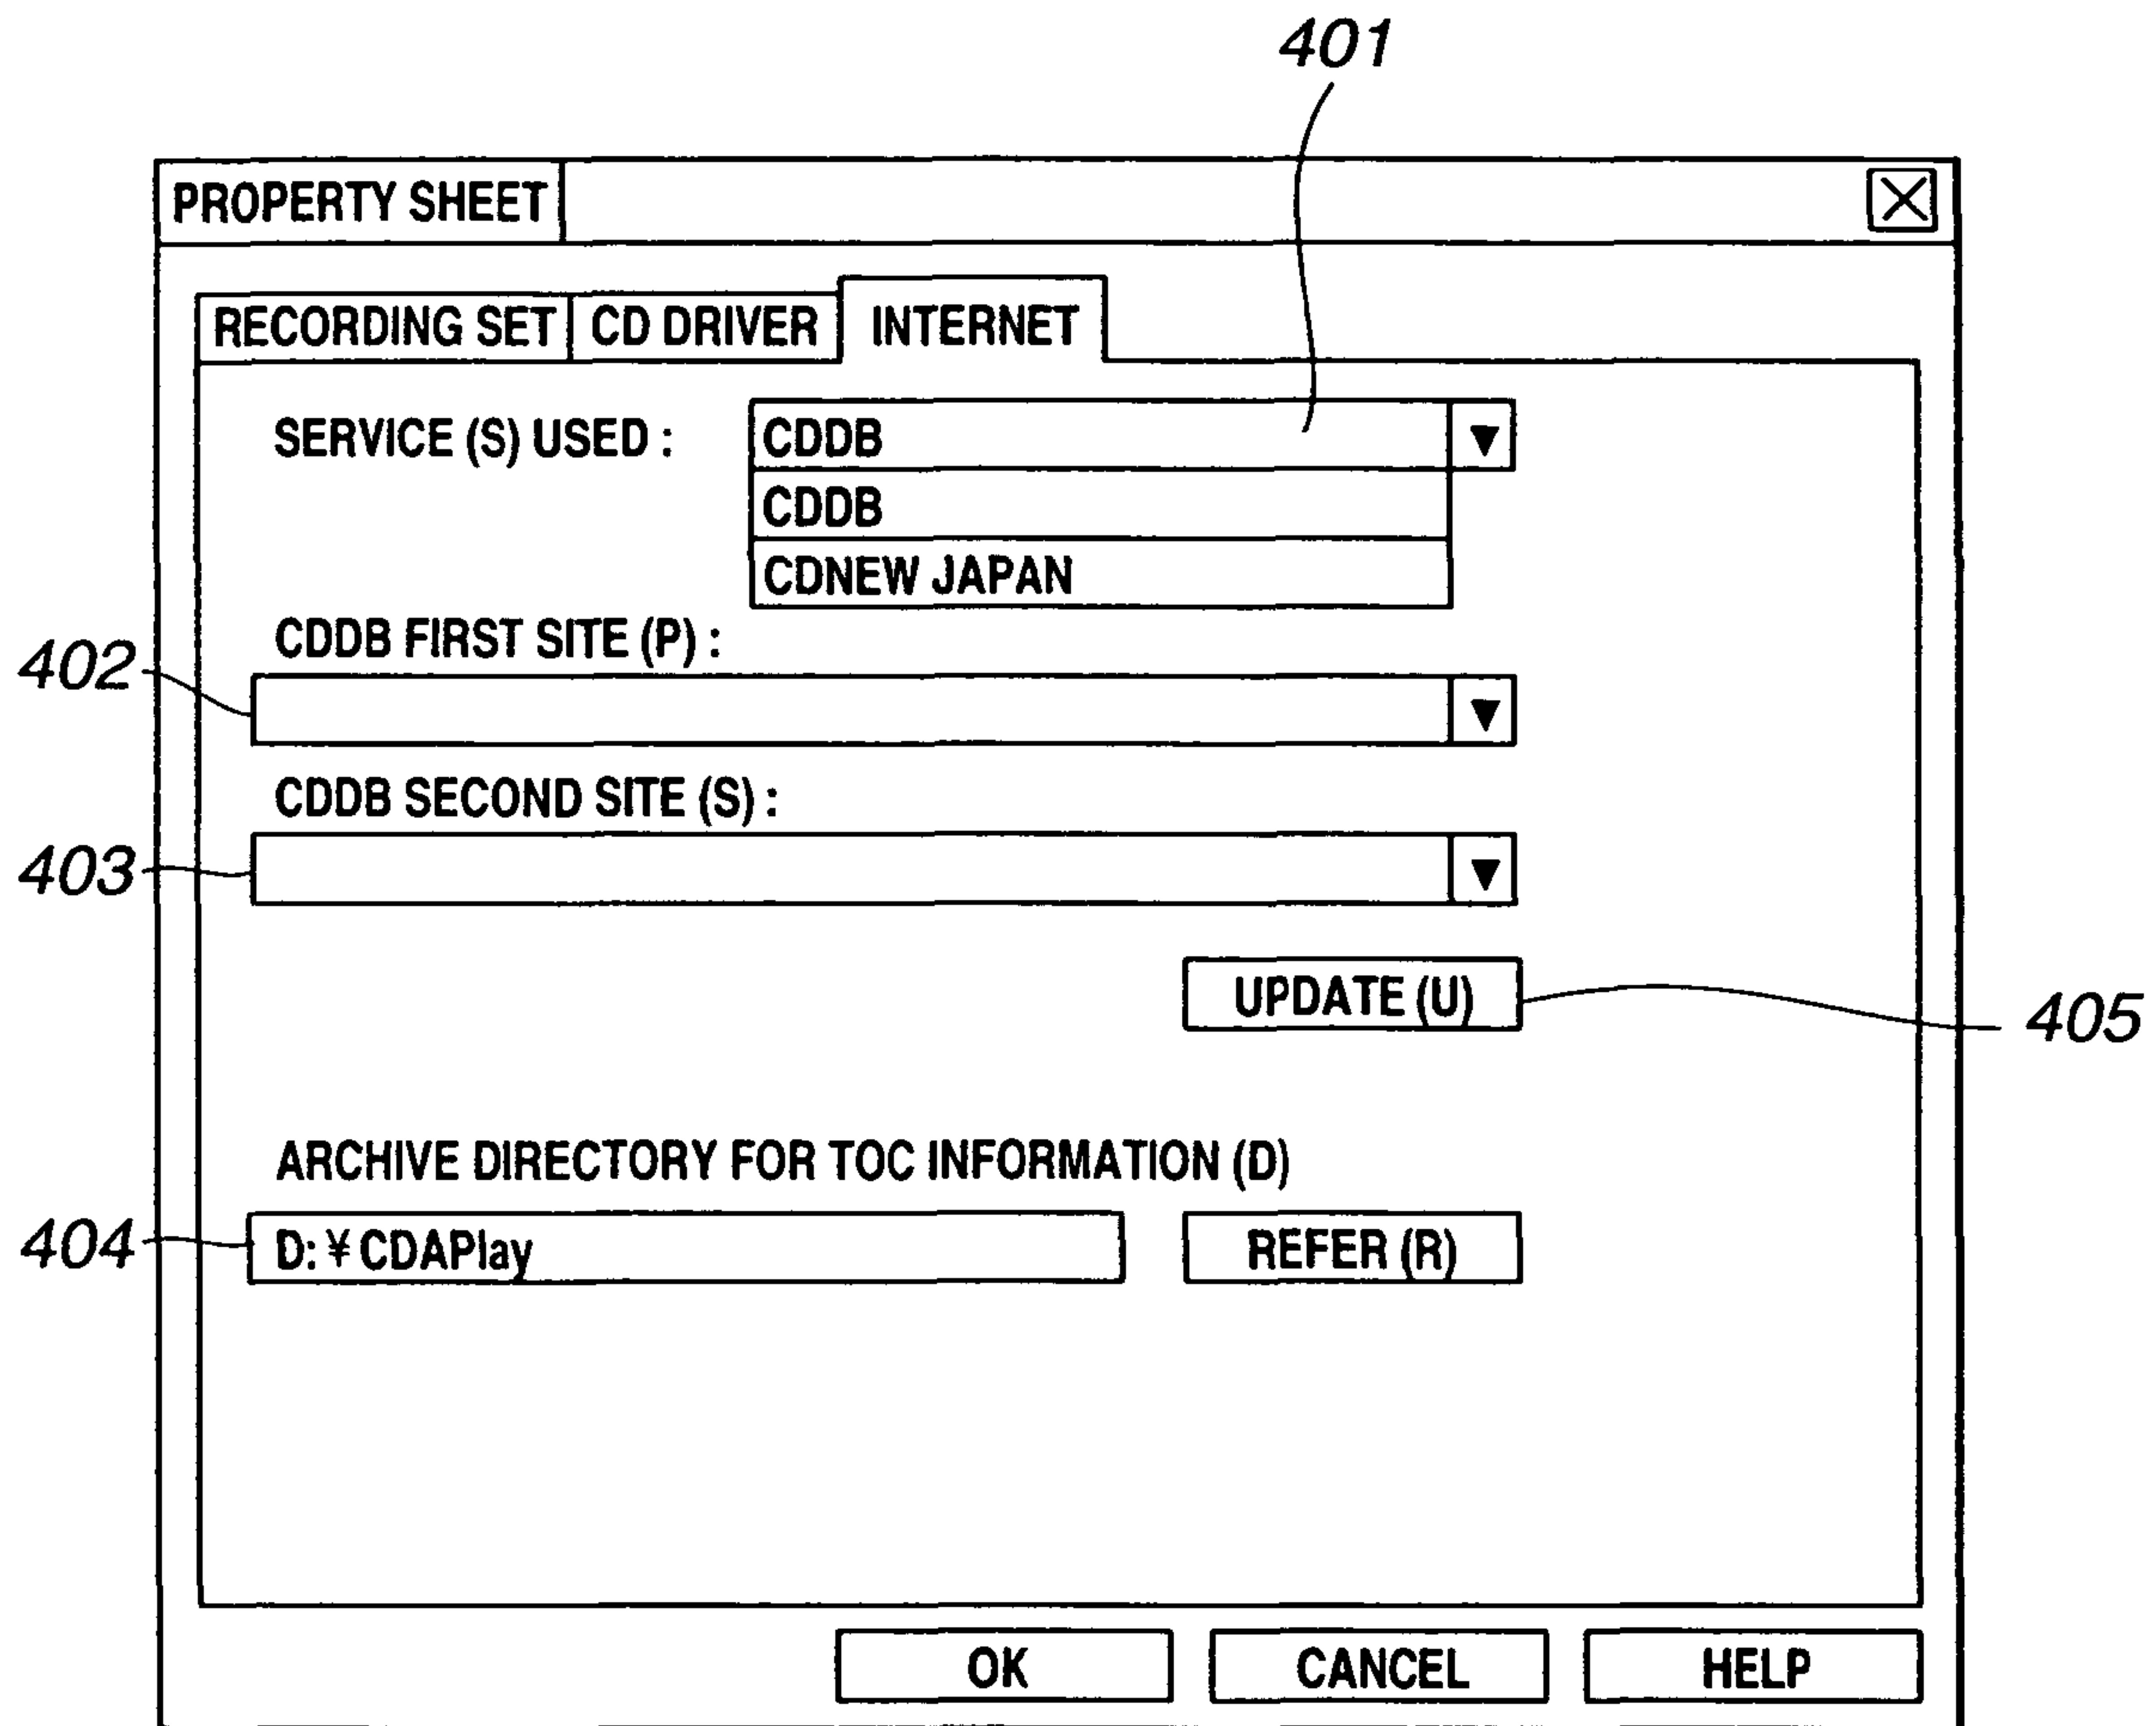 401
PROPERTY SHEET
RECORDING SET CD DRIVER INTERNET
SERVICE (S) USED : CDDB ▼
CDDB
CDNEW JAPAN
CDDB FIRST SITE (P) :
402 ▼
CDDB SECOND SITE (S) :
403 ▼
UPDATE (U)
405
ARCHIVE DIRECTORY FOR TOC INFORMATION (D)
404 D: ¥ CDAPlay REFER (R)
OK CANCEL HELP